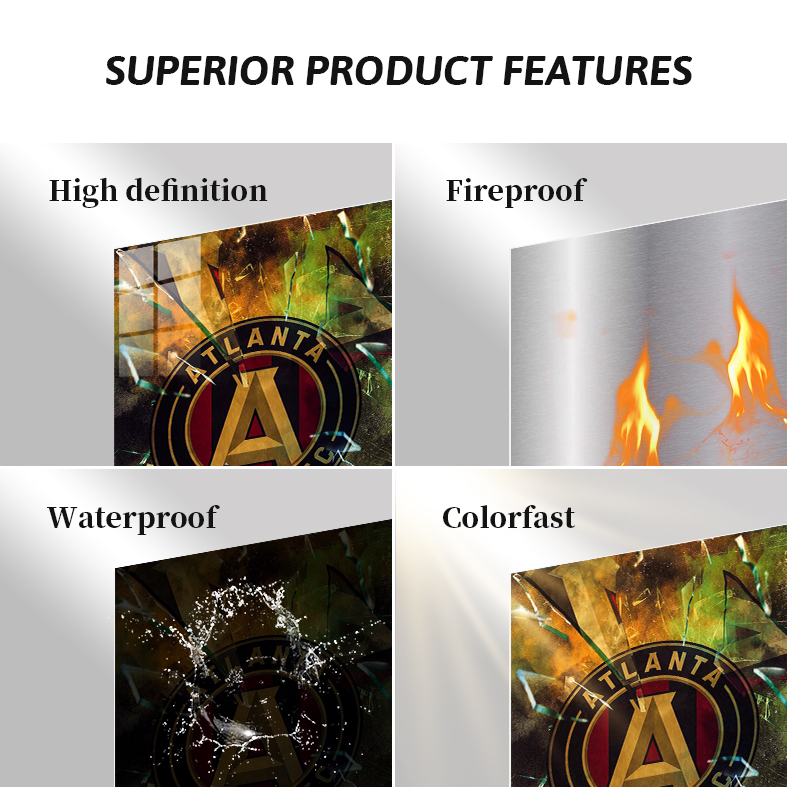 SUPERIOR PRODUCT FEATURES
High definition
Fireproof
ATLANTA
A
Waterproof
Colorfast
ATLANTA
A